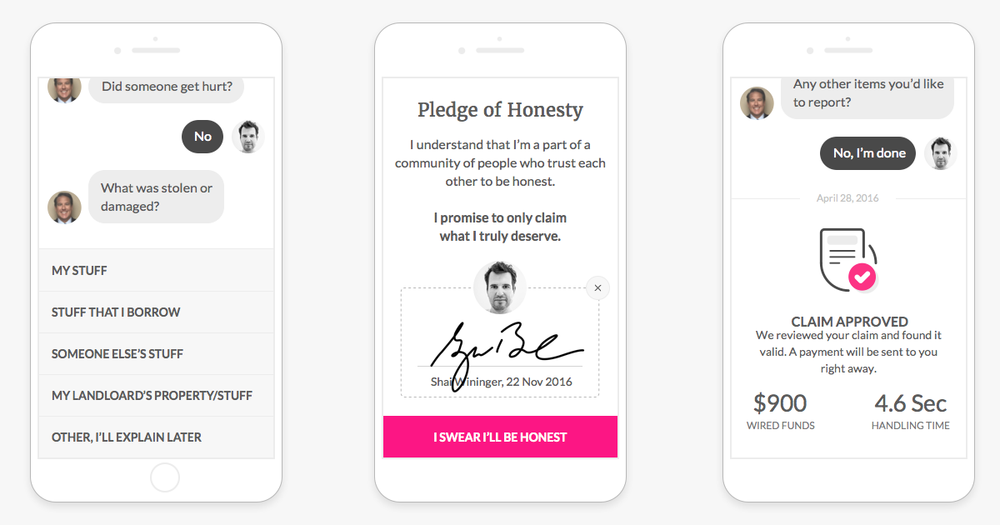 Did someone get hurt?
No
What was stolen or
damaged?
MY STUFF
STUFF THAT I BORROW
SOMEONE ELSE'S STUFF
MY LANDLOARD'S PROPERTY/STUFF
OTHER, I'LL EXPLAIN LATER
Pledge of Honesty
I understand that I'm a part of a
community of people who trust each
other to be honest.
I promise to only claim
what I truly deserve.
Shai Wininger, 22 Nov 2016
I SWEAR I'LL BE HONEST
Any other items you'd like
to report?
No, I'm done
April 28, 2016
CLAIM APPROVED
We reviewed your claim and found it
valid. A payment will be sent to you
right away.
$900 4.6 Sec
WIRED FUNDS HANDLING TIME